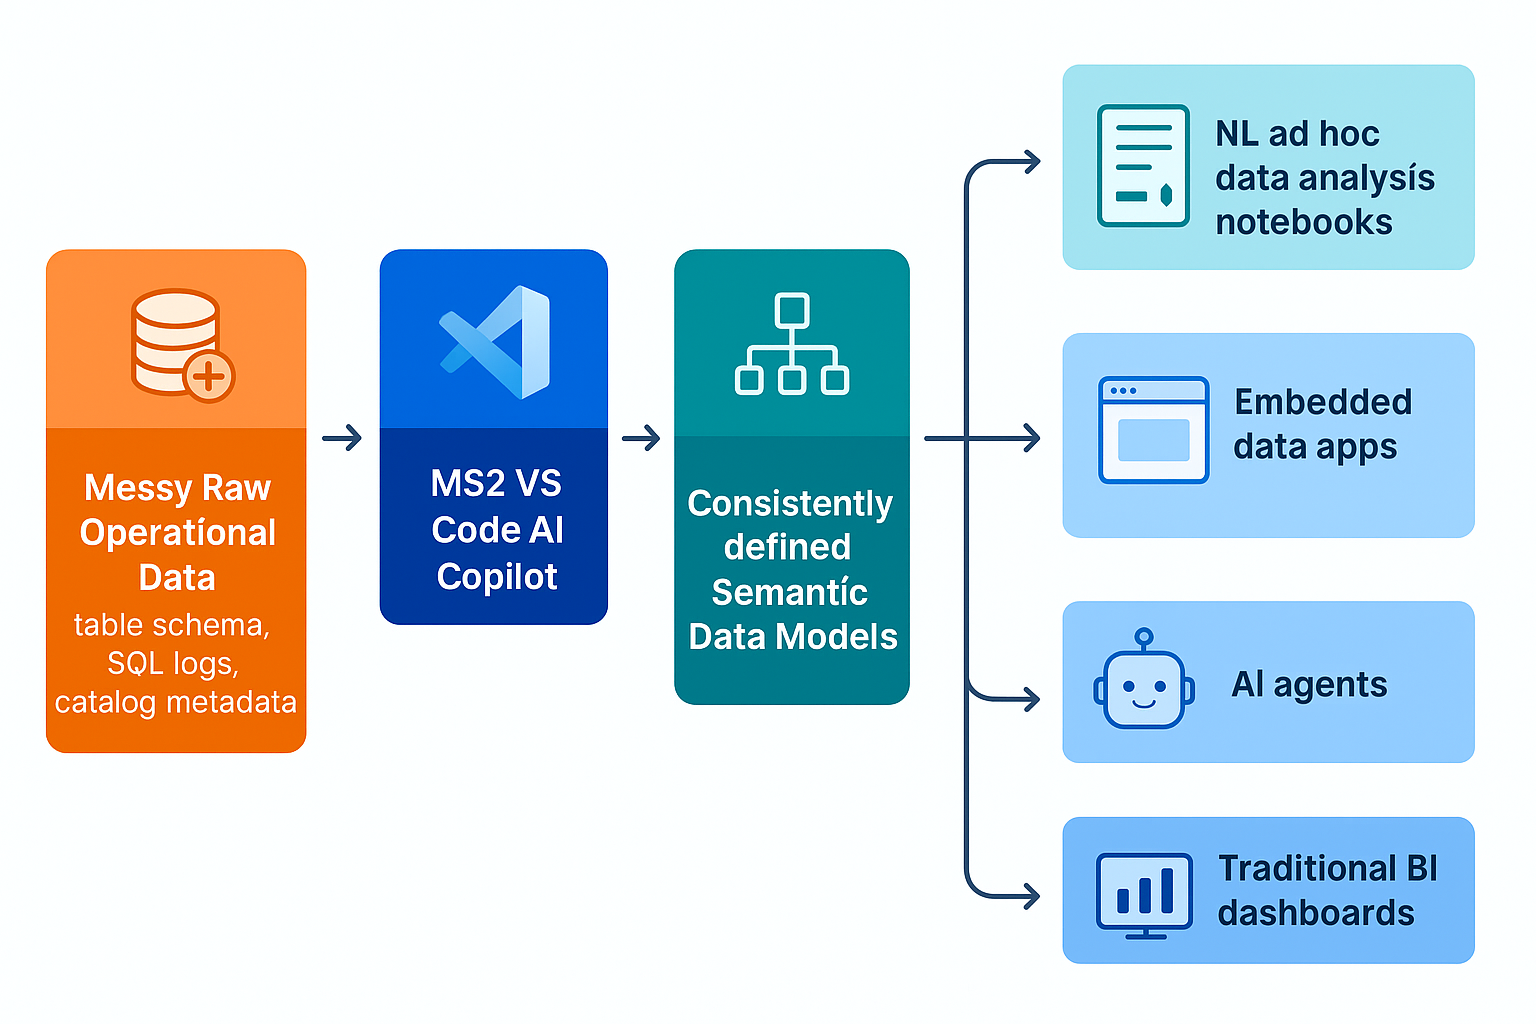 Messy Raw
Operatíonal
Data
table schema,
SQL logs,
catalog metadata
MS2 VS
Code AI
Copilot
Consistently
defined
Semantíc
Data Models
NL ad hoc
data analysís
notebooks
Embedded
data apps
AI agents
Traditional BI
dashboards